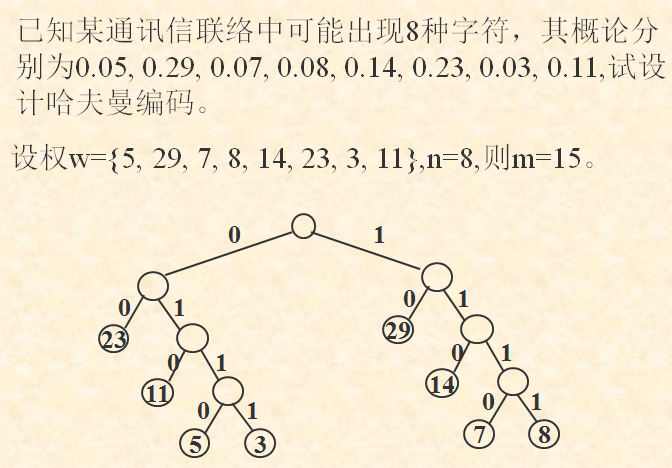 已知某通讯信联络中可能出现8种字符，其概论分
别为0.05, 0.29, 0.07, 0.08, 0.14, 0.23, 0.03, 0.11,试设
计哈夫曼编码。
设权w={5, 29, 7, 8, 14, 23, 3, 11},n=8,则m=15。
0 1
0 1 0 1
23 29
0 1 0 1
11 14
0 1 0 1
5 3 7 8